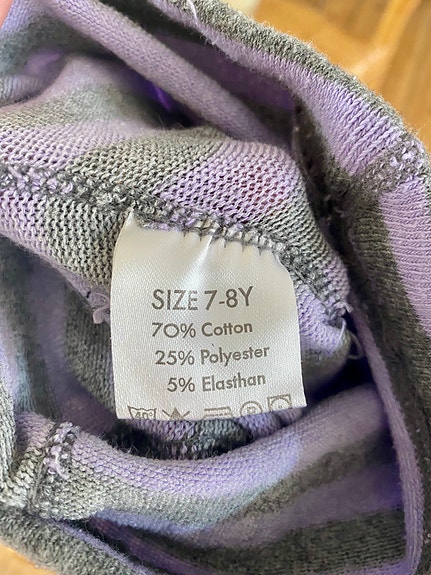 SIZE 7-8Y
70% Cotton
25% Polyester
5% Elasthan